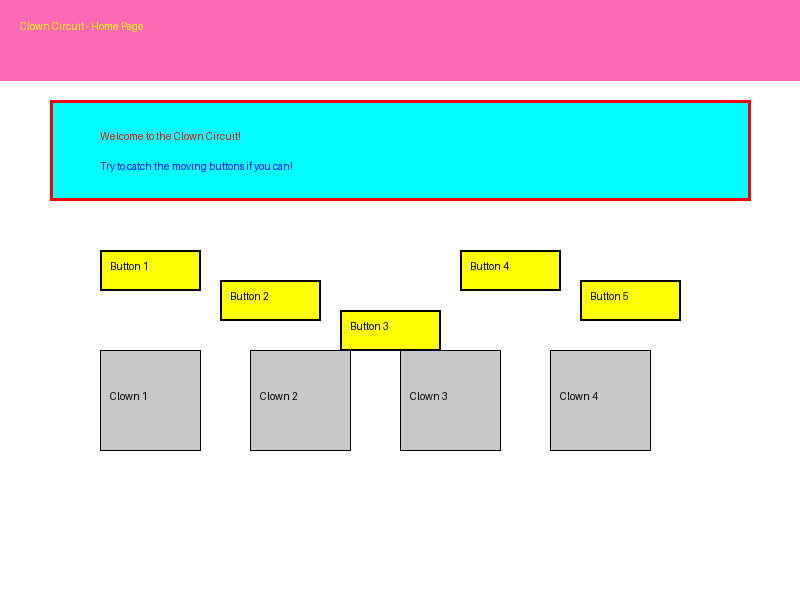 Clown Circuit - Home Page
Welcome to the Clown Circuit!
Try to catch the moving buttons if you can!
Button 1
Button 4
Button 2
Button 5
Button 3
Clown 1
Clown 2
Clown 3
Clown 4